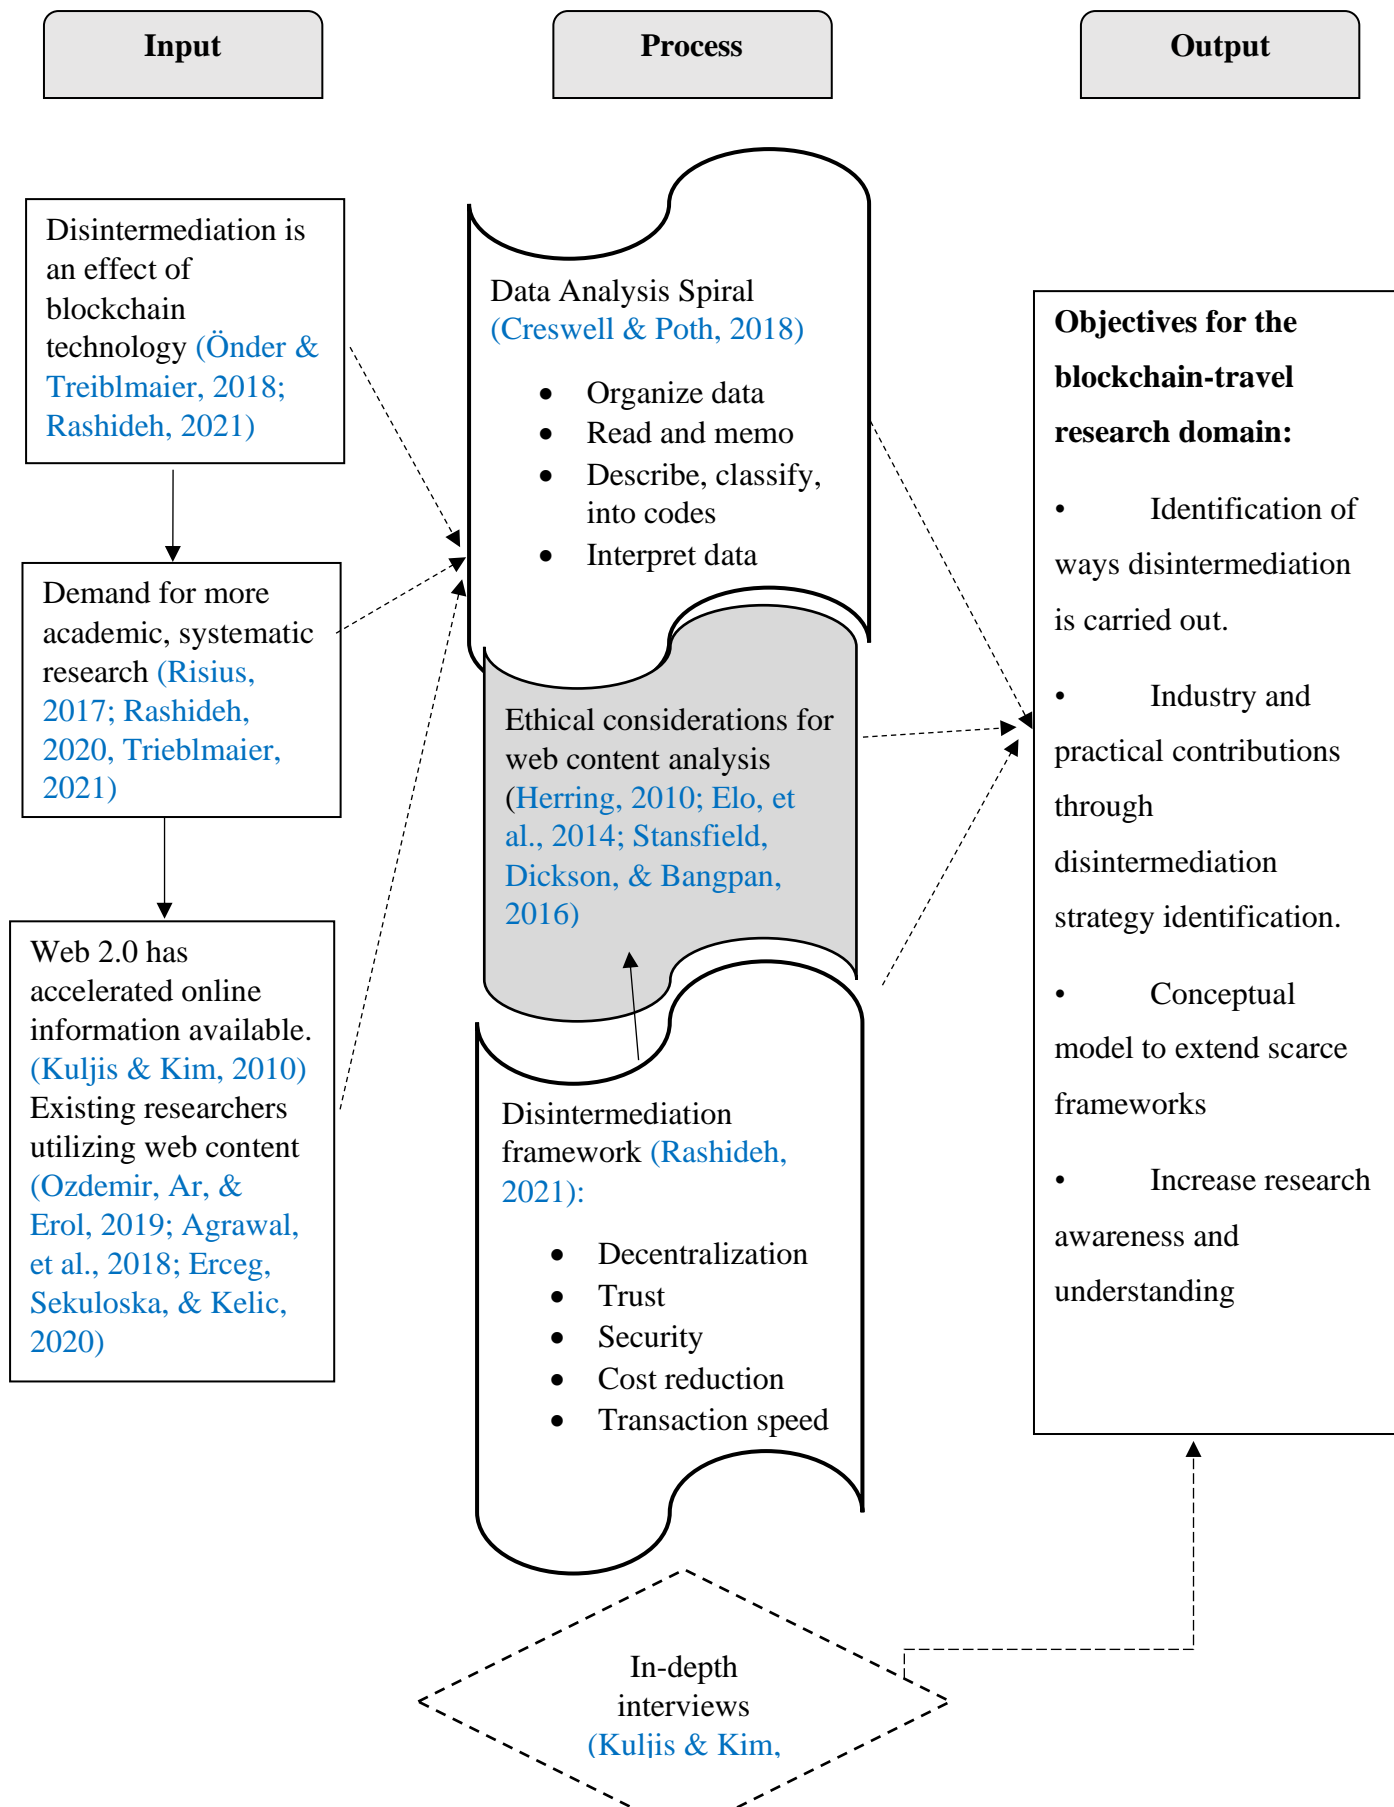 Input
Process
Output
Disintermediation is
an effect of
blockchain
technology (Önder &
Treiblmaier, 2018;
Rashideh, 2021)
Demand for more
academic, systematic
research (Risius,
2017; Rashideh,
2020, Trieblmaier,
2021)
Web 2.0 has
accelerated online
information available.
(Kuljis & Kim, 2010)
Existing researchers
utilizing web content
(Ozdemir, Ar, &
Erol, 2019; Agrawal,
et al., 2018; Erceg,
Sekuloska, & Kelic,
2020)
Data Analysis Spiral
(Creswell & Poth, 2018)
• Organize data
• Read and memo
• Describe, classify,
into codes
• Interpret data
Ethical considerations for
web content analysis
(Herring, 2010; Elo, et
al., 2014; Stansfield,
Dickson, & Bangpan,
2016)
Disintermediation
framework (Rashideh,
2021):
• Decentralization
• Trust
• Security
• Cost reduction
• Transaction speed
In-depth
interviews
(Kuljis & Kim,
Objectives for the
blockchain-travel
research domain:
• Identification of
ways disintermediation
is carried out.
• Industry and
practical contributions
through
disintermediation
strategy identification.
• Conceptual
model to extend scarce
frameworks
• Increase research
awareness and
understanding